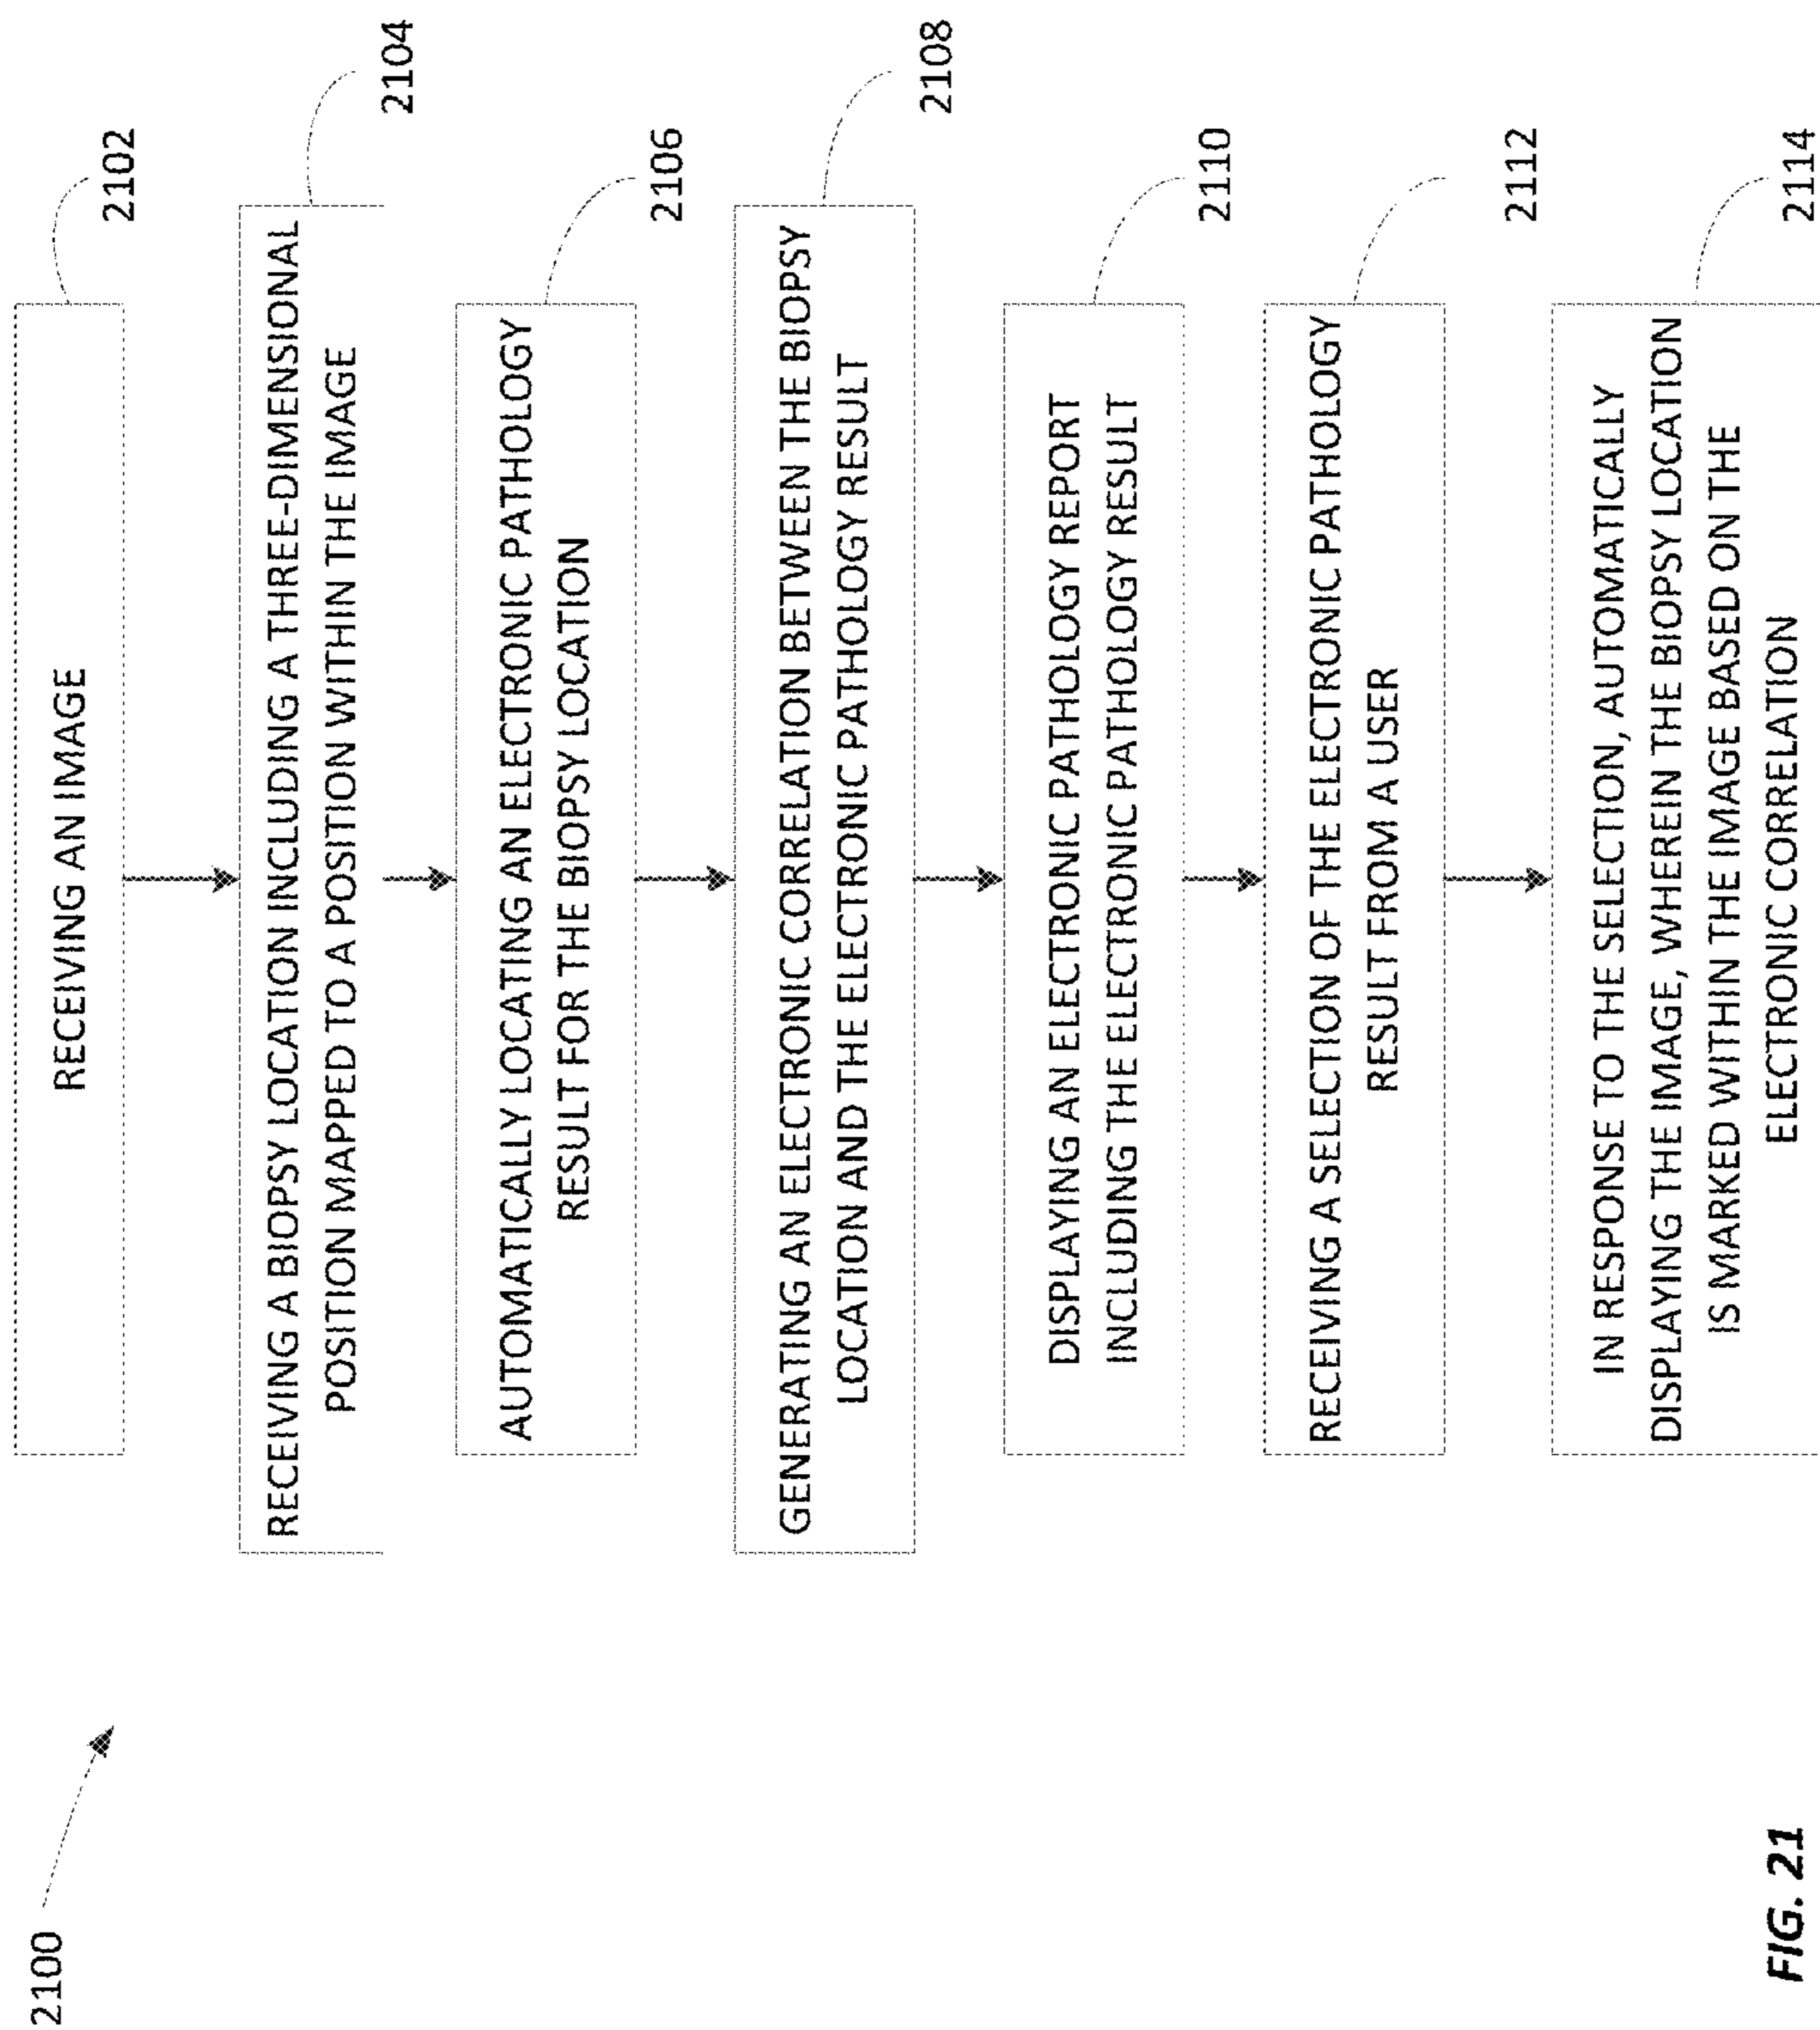 2100
RECEIVING AN IMAGE
2102
RECEIVING A BIOPSY LOCATION INCLUDING A THREE-DIMENSIONAL
POSITION MAPPED TO A POSITION WITHIN THE IMAGE
2104
AUTOMATICALLY LOCATING AN ELECTRONIC PATHOLOGY
RESULT FOR THE BIOPSY LOCATION
2106
GENERATING AN ELECTRONIC CORRELATION BETWEEN THE BIOPSY
LOCATION AND THE ELECTRONIC PATHOLOGY RESULT
2108
DISPLAYING AN ELECTRONIC PATHOLOGY REPORT
INCLUDING THE ELECTRONIC PATHOLOGY RESULT
2110
RECEIVING A SELECTION OF THE ELECTRONIC PATHOLOGY
RESULT FROM A USER
2112
IN RESPONSE TO THE SELECTION, AUTOMATICALLY
DISPLAYING THE IMAGE, WHEREIN THE BIOPSY LOCATION
IS MARKED WITHIN THE IMAGE BASED ON THE
ELECTRONIC CORRELATION
2114
FIG. 21